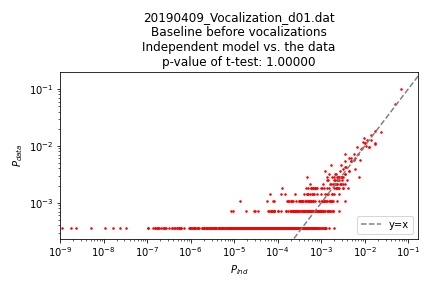 20190409_Vocalization_d01.dat
Baseline before vocalizations
Independent model vs. the data
p-value of t-test: 1.00000
P_data
10⁻¹
10⁻²
10⁻³
y=x
10⁻⁹ 10⁻⁸ 10⁻⁷ 10⁻⁶ 10⁻⁵ 10⁻⁴ 10⁻³ 10⁻² 10⁻¹
P_ind